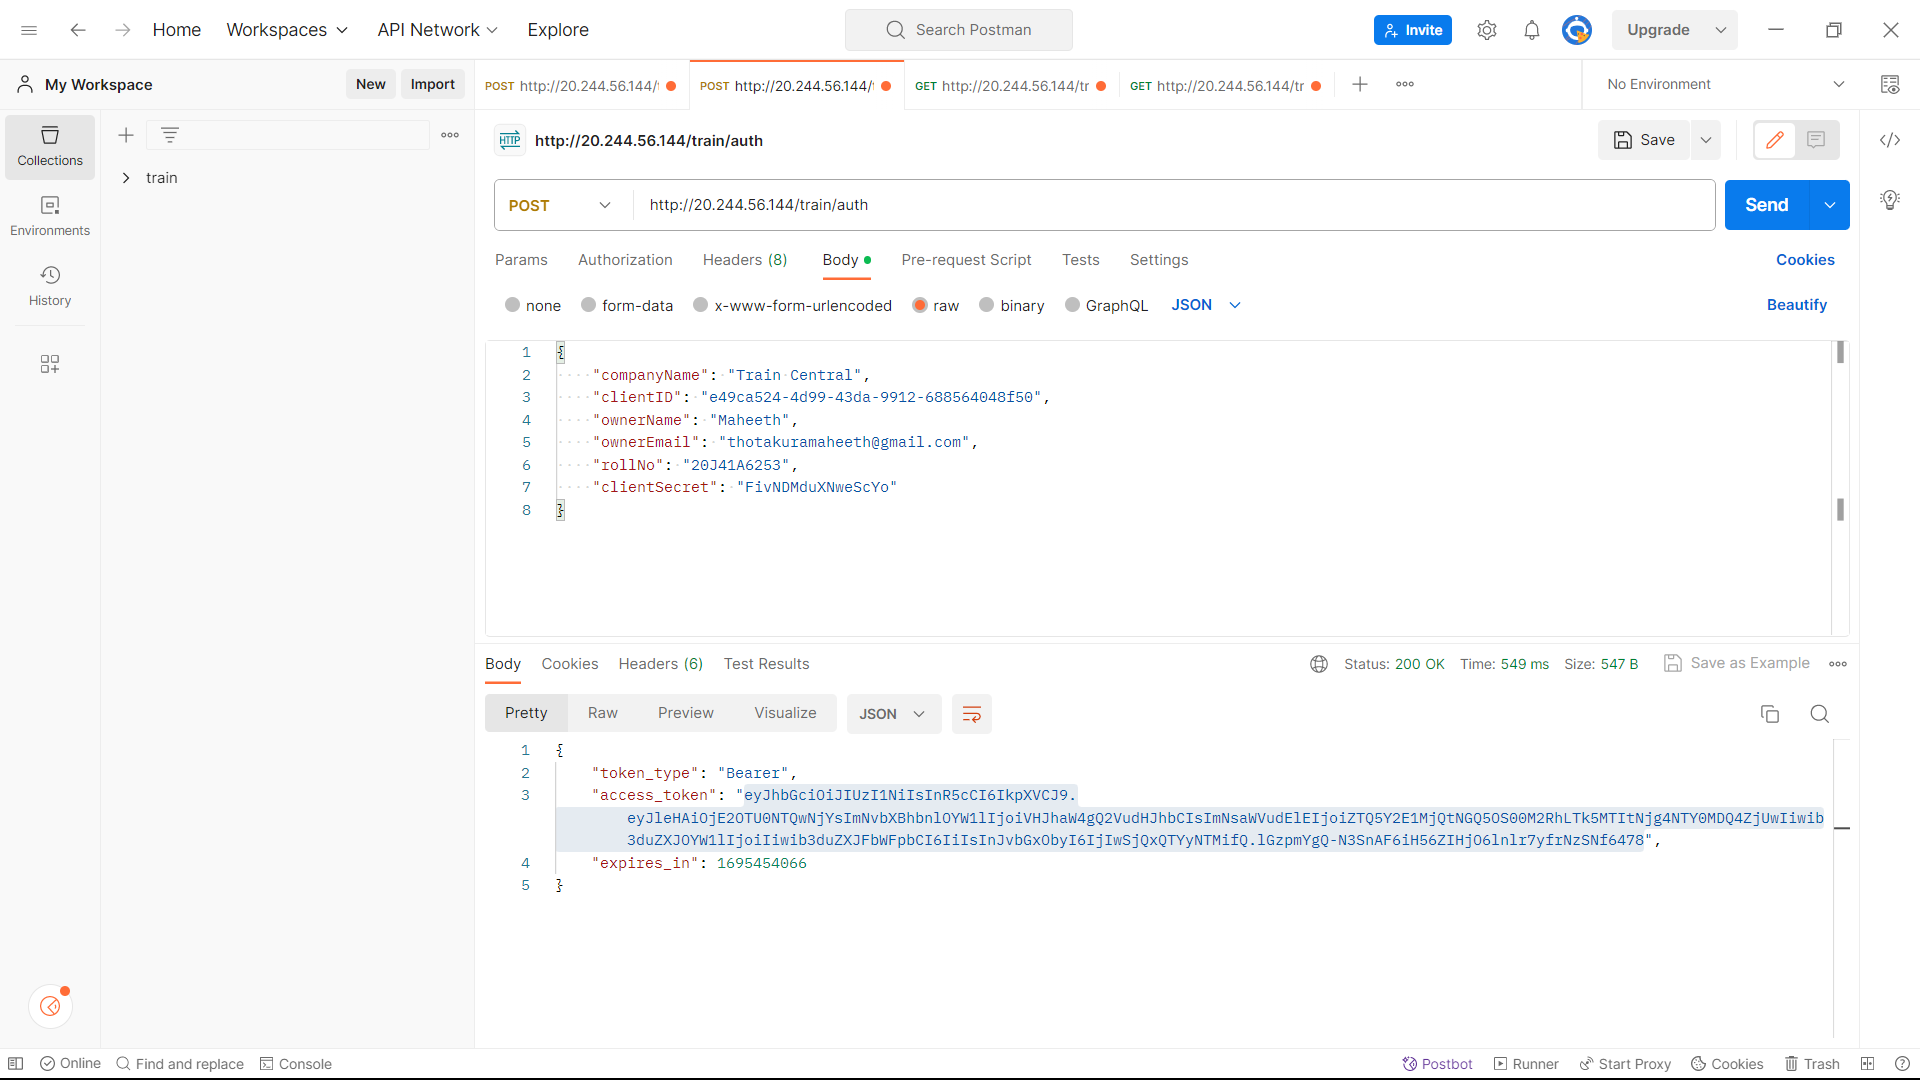 Home Workspaces API Network Explore Search Postman Invite Upgrade
My Workspace New Import POST http://20.244.56.144/ POST http://20.244.56.144/ GET http://20.244.56.144/tr GET http://20.244.56.144/tr No Environment
HTTP http://20.244.56.144/train/auth Save
Collections
train
Environments
History
POST http://20.244.56.144/train/auth Send
Params Authorization Headers (8) Body Pre-request Script Tests Settings Cookies
none form-data x-www-form-urlencoded raw binary GraphQL JSON Beautify
1 {
2 "companyName": "Train Central",
3 "clientID": "e49ca524-4d99-43da-9912-688564048f50",
4 "ownerName": "Maheeth",
5 "ownerEmail": "thotakuramaheeth@gmail.com",
6 "rollNo": "20J41A6253",
7 "clientSecret": "FivNDMduXNweScYo"
8 }
Body Cookies Headers (6) Test Results Status: 200 OK Time: 549 ms Size: 547 B Save as Example
Pretty Raw Preview Visualize JSON
1 {
2 "token_type": "Bearer",
3 "access_token": "eyJhbGciOiJIUzI1NiIsInR5cCI6IkpXVCJ9.
eyJleHAiOjE2OTU0NTQwNjYsImNvbXBhbnlOYW1lIjoiVHJhaW4gQ2VudHJhbCIsImNsaWVudElEIjoiZTQ5Y2E1MjQtNGQ5OS00M2RhLTk5MTItNjg4NTY0MDQ4ZjUwIiwib
3duZXJOYW1lIjoiIiwib3duZXJFbWFpbCI6IiIsInJvbGxObyI6IjIwSjQxQTYyNTMifQ.lGzpmYgQ-N3SnAF6iH56ZIHjO6lnlr7yfrNzSNf6478",
4 "expires_in": 1695454066
5 }
Online Find and replace Console Postbot Runner Start Proxy Cookies Trash